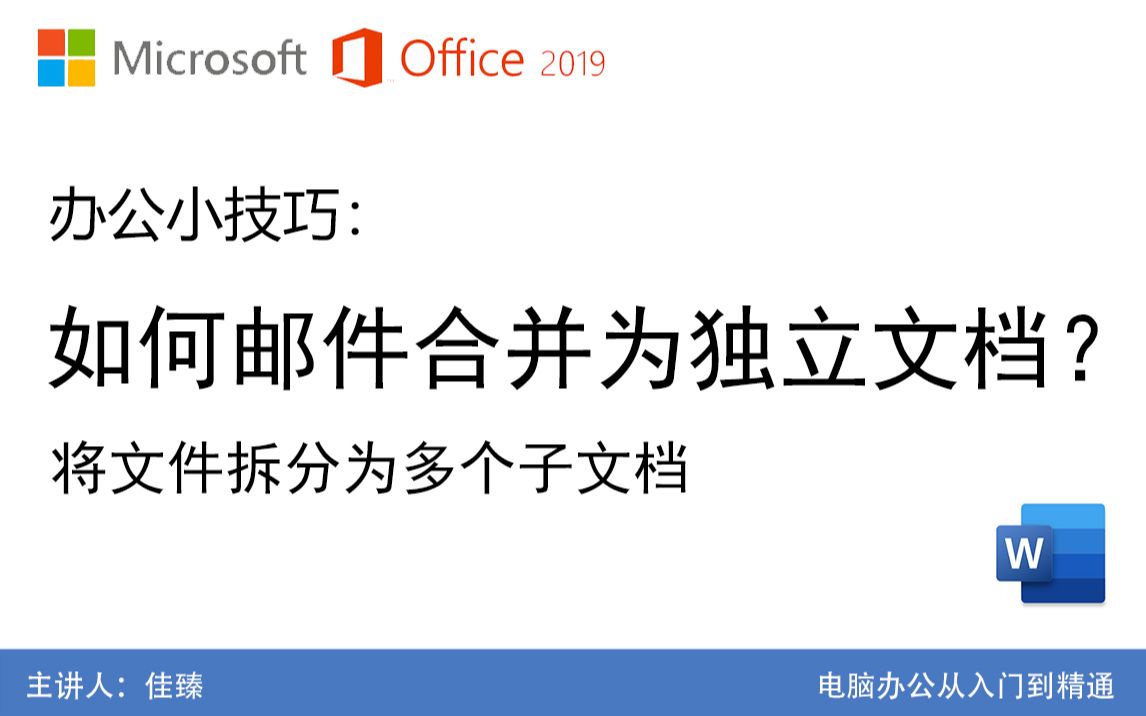 Microsoft Office 2019
办公小技巧：
如何邮件合并为独立文档？
将文件拆分为多个子文档
W
主讲人：佳臻 电脑办公从入门到精通